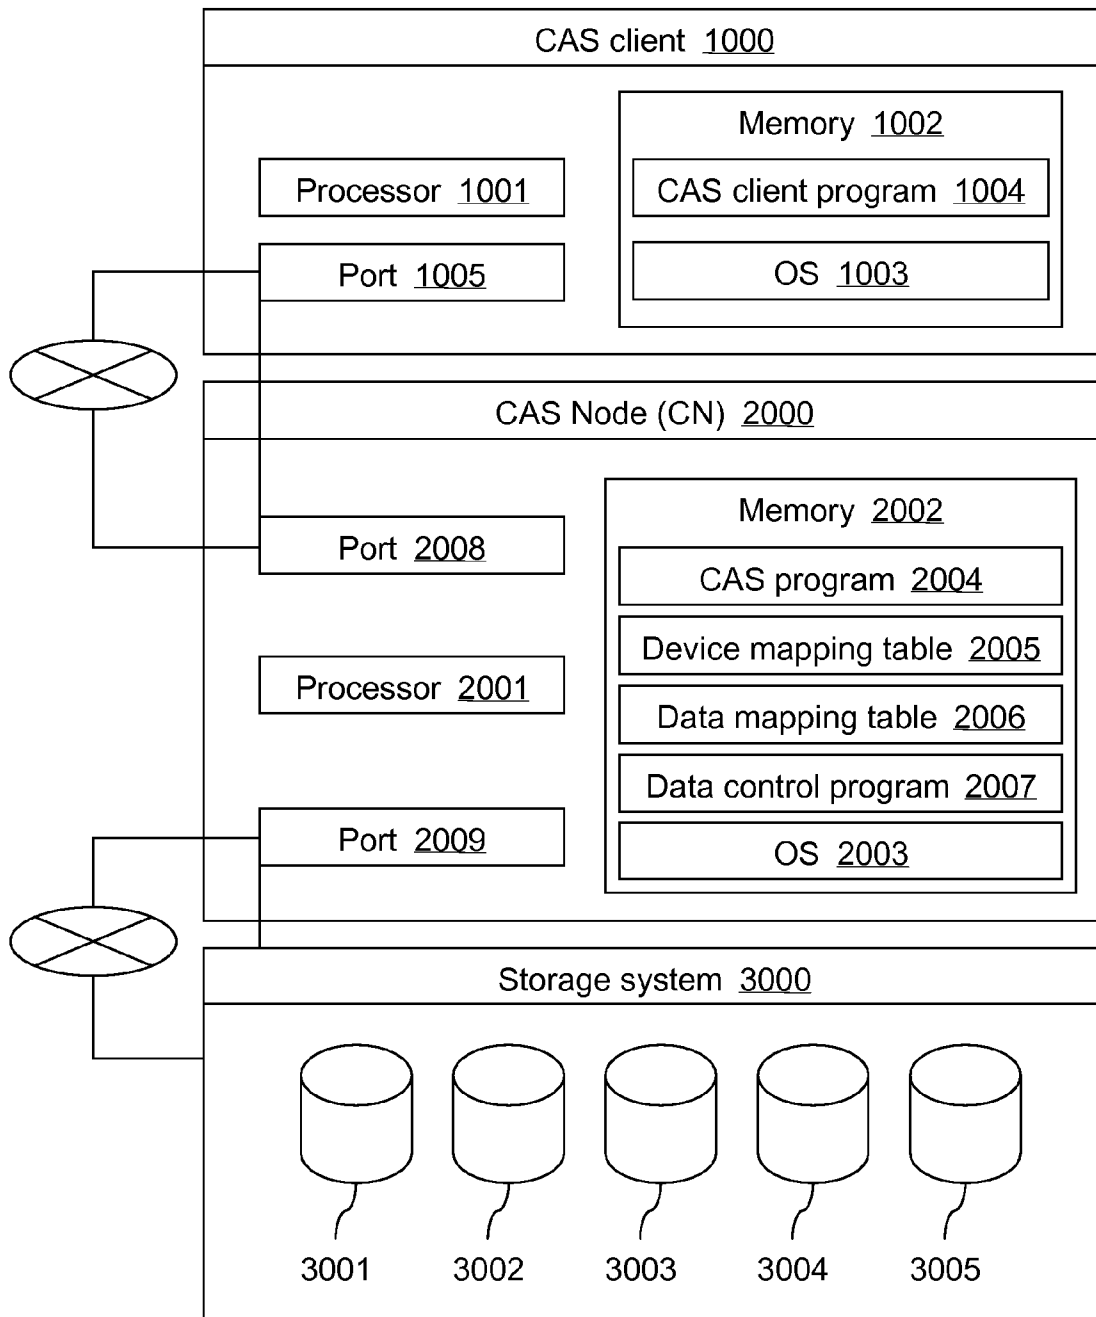 CAS client 1000
Memory 1002
Processor 1001
CAS client program 1004
Port 1005
OS 1003
CAS Node (CN) 2000
Memory 2002
Port 2008
CAS program 2004
Device mapping table 2005
Processor 2001
Data mapping table 2006
Data control program 2007
Port 2009
OS 2003
Storage system 3000
3001 3002 3003 3004 3005